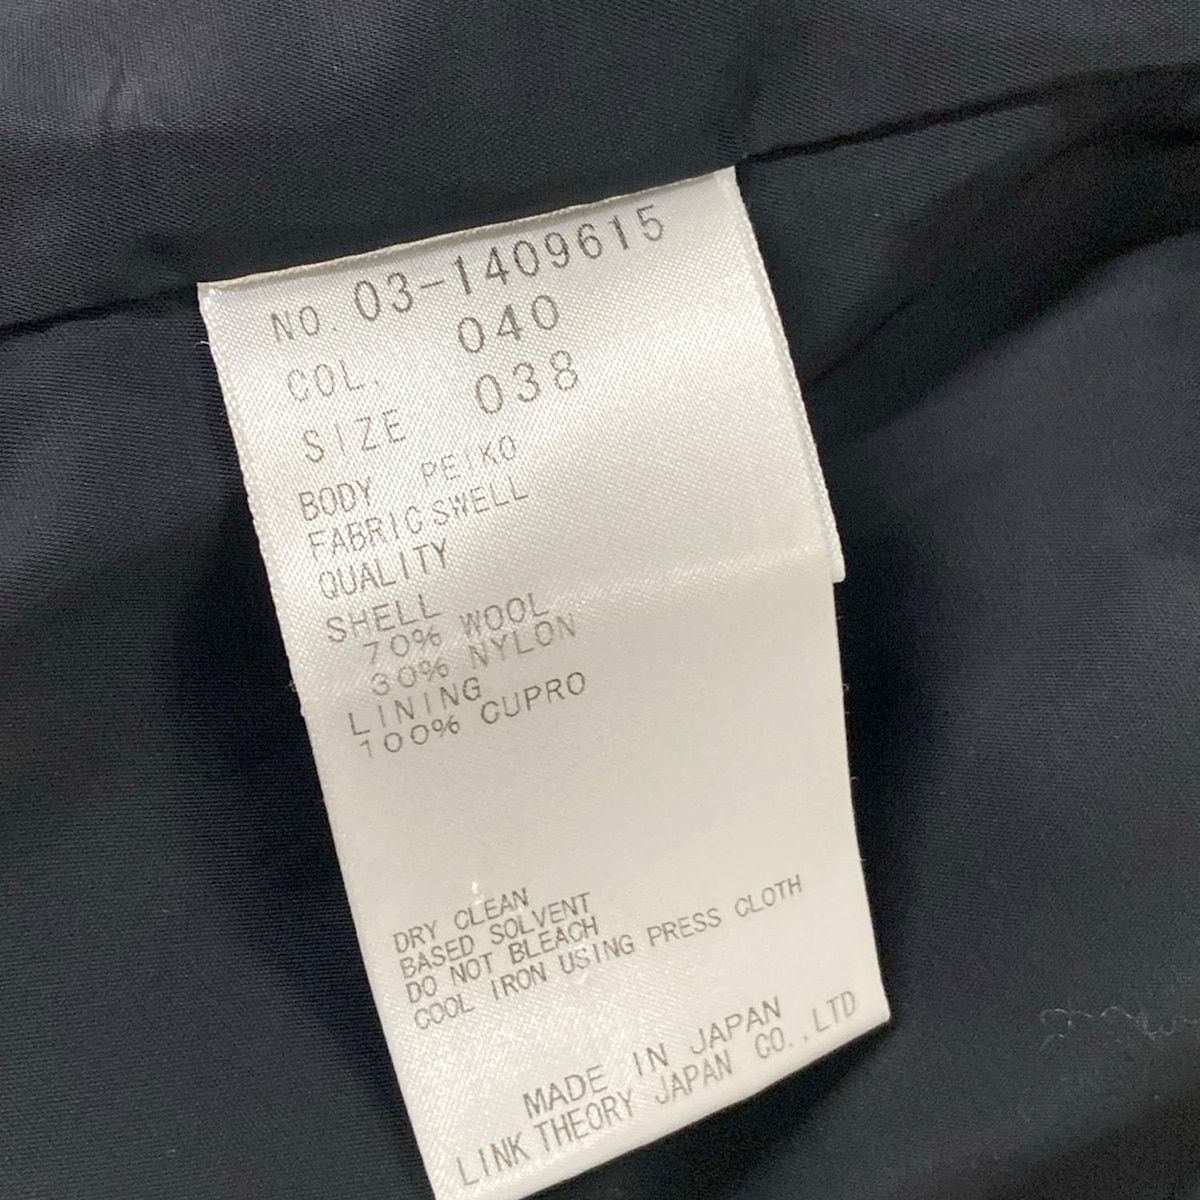 NO. 03-1409615
COL. 040
SIZE 038
BODY PEIKO
FABRIC SWELL
QUALITY
SHELL
70% WOOL
30% NYLON
LINING
100% CUPRO
DRY CLEAN
BASED SOLVENT
DO NOT BLEACH
COOL IRON USING PRESS CLOTH
MADE IN JAPAN
LINK THEORY JAPAN CO.,LTD